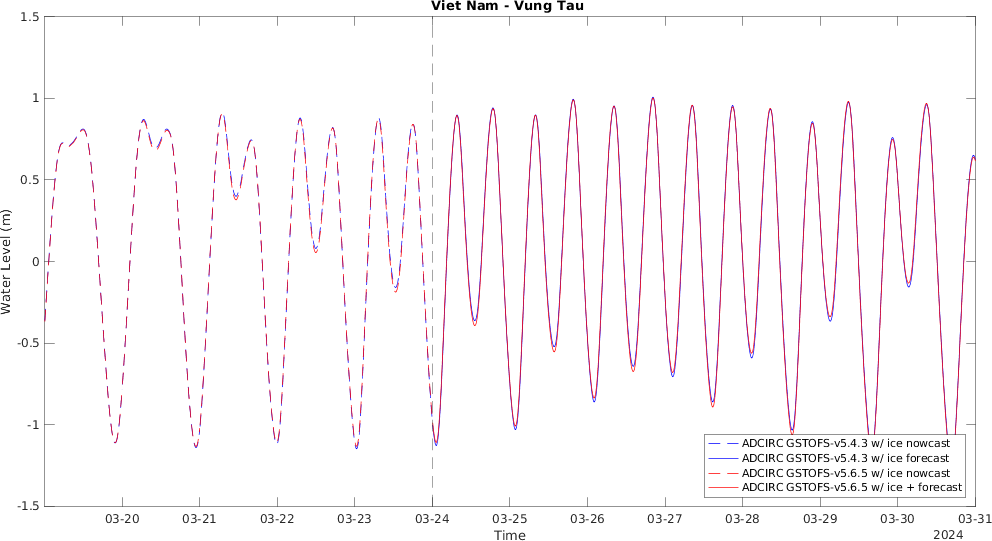 Viet Nam - Vung Tau
1.5
1
0.5
0
-0.5
-1
-1.5
Water Level (m)
ADCIRC GSTOFS-v5.4.3 w/ ice nowcast
ADCIRC GSTOFS-v5.4.3 w/ ice forecast
ADCIRC GSTOFS-v5.6.5 w/ ice nowcast
ADCIRC GSTOFS-v5.6.5 w/ ice + forecast
03-20 03-21 03-22 03-23 03-24 03-25 03-26 03-27 03-28 03-29 03-30 03-31
Time
2024